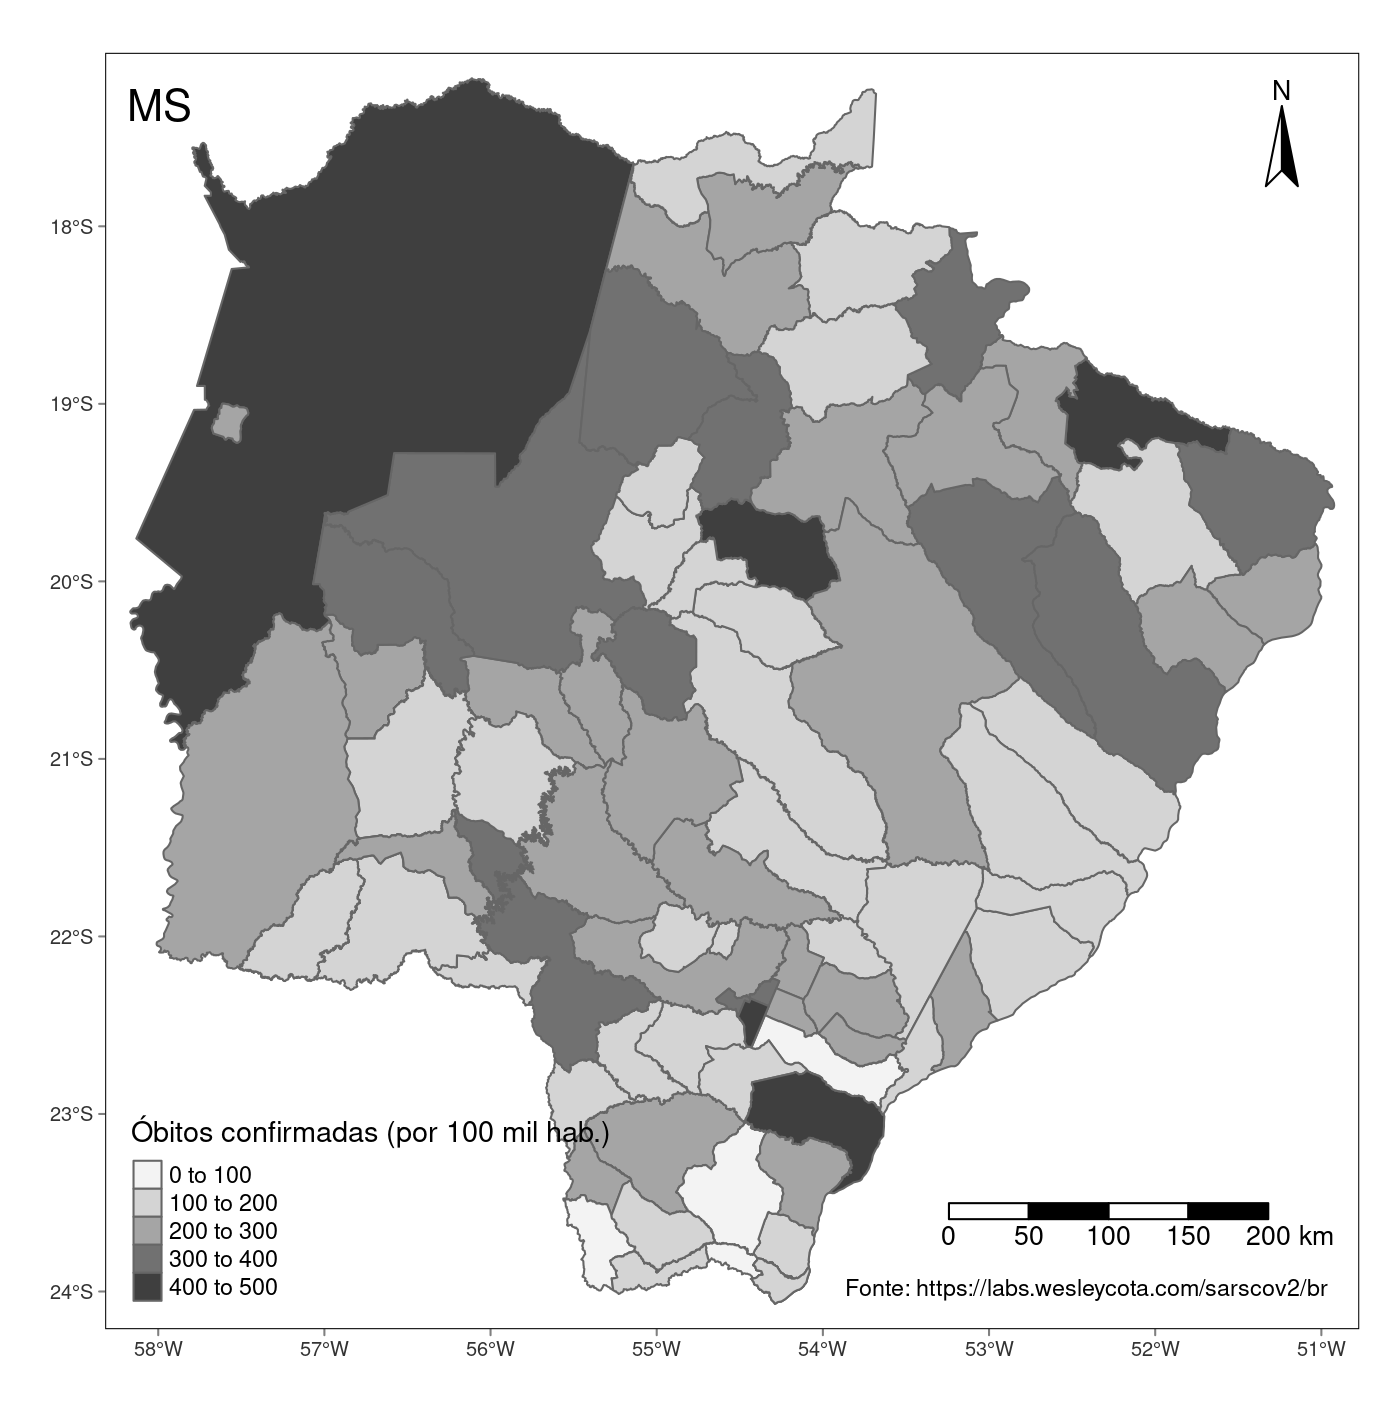 MS
N
18°S
19°S
20°S
21°S
22°S
23°S
24°S
Óbitos confirmadas (por 100 mil hab.)
0 to 100
100 to 200
200 to 300
300 to 400
400 to 500
0 50 100 150 200 km
Fonte: https://labs.wesleycota.com/sarscov2/br
58°W 57°W 56°W 55°W 54°W 53°W 52°W 51°W